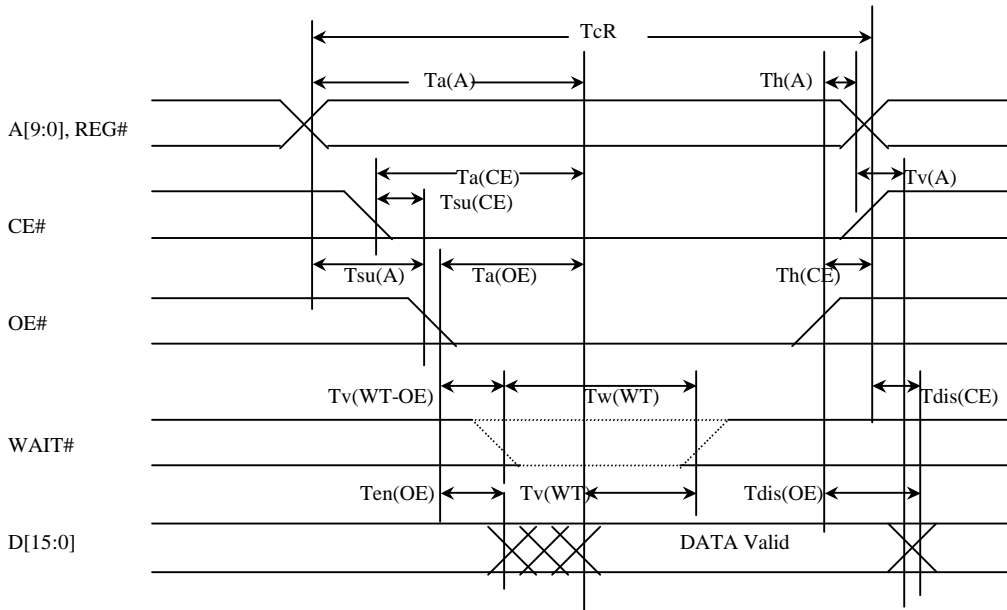 TcR
Ta(A) Th(A)
A[9:0], REG#
Ta(CE) Tv(A)
Tsu(CE)
CE#
Tsu(A) Ta(OE) Th(CE)
OE#
Tv(WT-OE) Tw(WT) Tdis(CE)
WAIT#
Ten(OE) Tv(WT) Tdis(OE)
D[15:0] DATA Valid